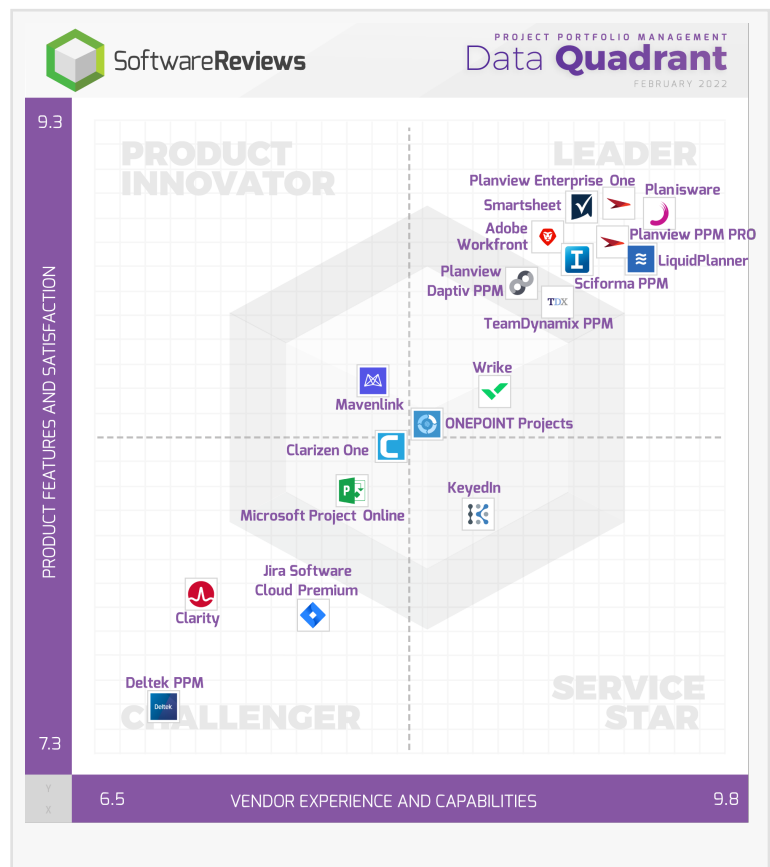 SoftwareReviews
PROJECT PORTFOLIO MANAGEMENT
Data Quadrant
FEBRUARY 2022
9.3
PRODUCT
INNOVATOR
LEADER
Planview Enterprise One
Planisware
Smartsheet
Adobe
Workfront
Planview PPM PRO
LiquidPlanner
Planview
Daptiv PPM
Sciforma PPM
TDX
TeamDynamix PPM
Wrike
Mavenlink
ONEPOINT Projects
Clarizen One
KeyedIn
Microsoft Project Online
Jira Software
Cloud Premium
Clarity
Deltek PPM
Deltek
CHALLENGER
SERVICE
STAR
PRODUCT FEATURES AND SATISFACTION
7.3
Y
X
6.5
VENDOR EXPERIENCE AND CAPABILITIES
9.8